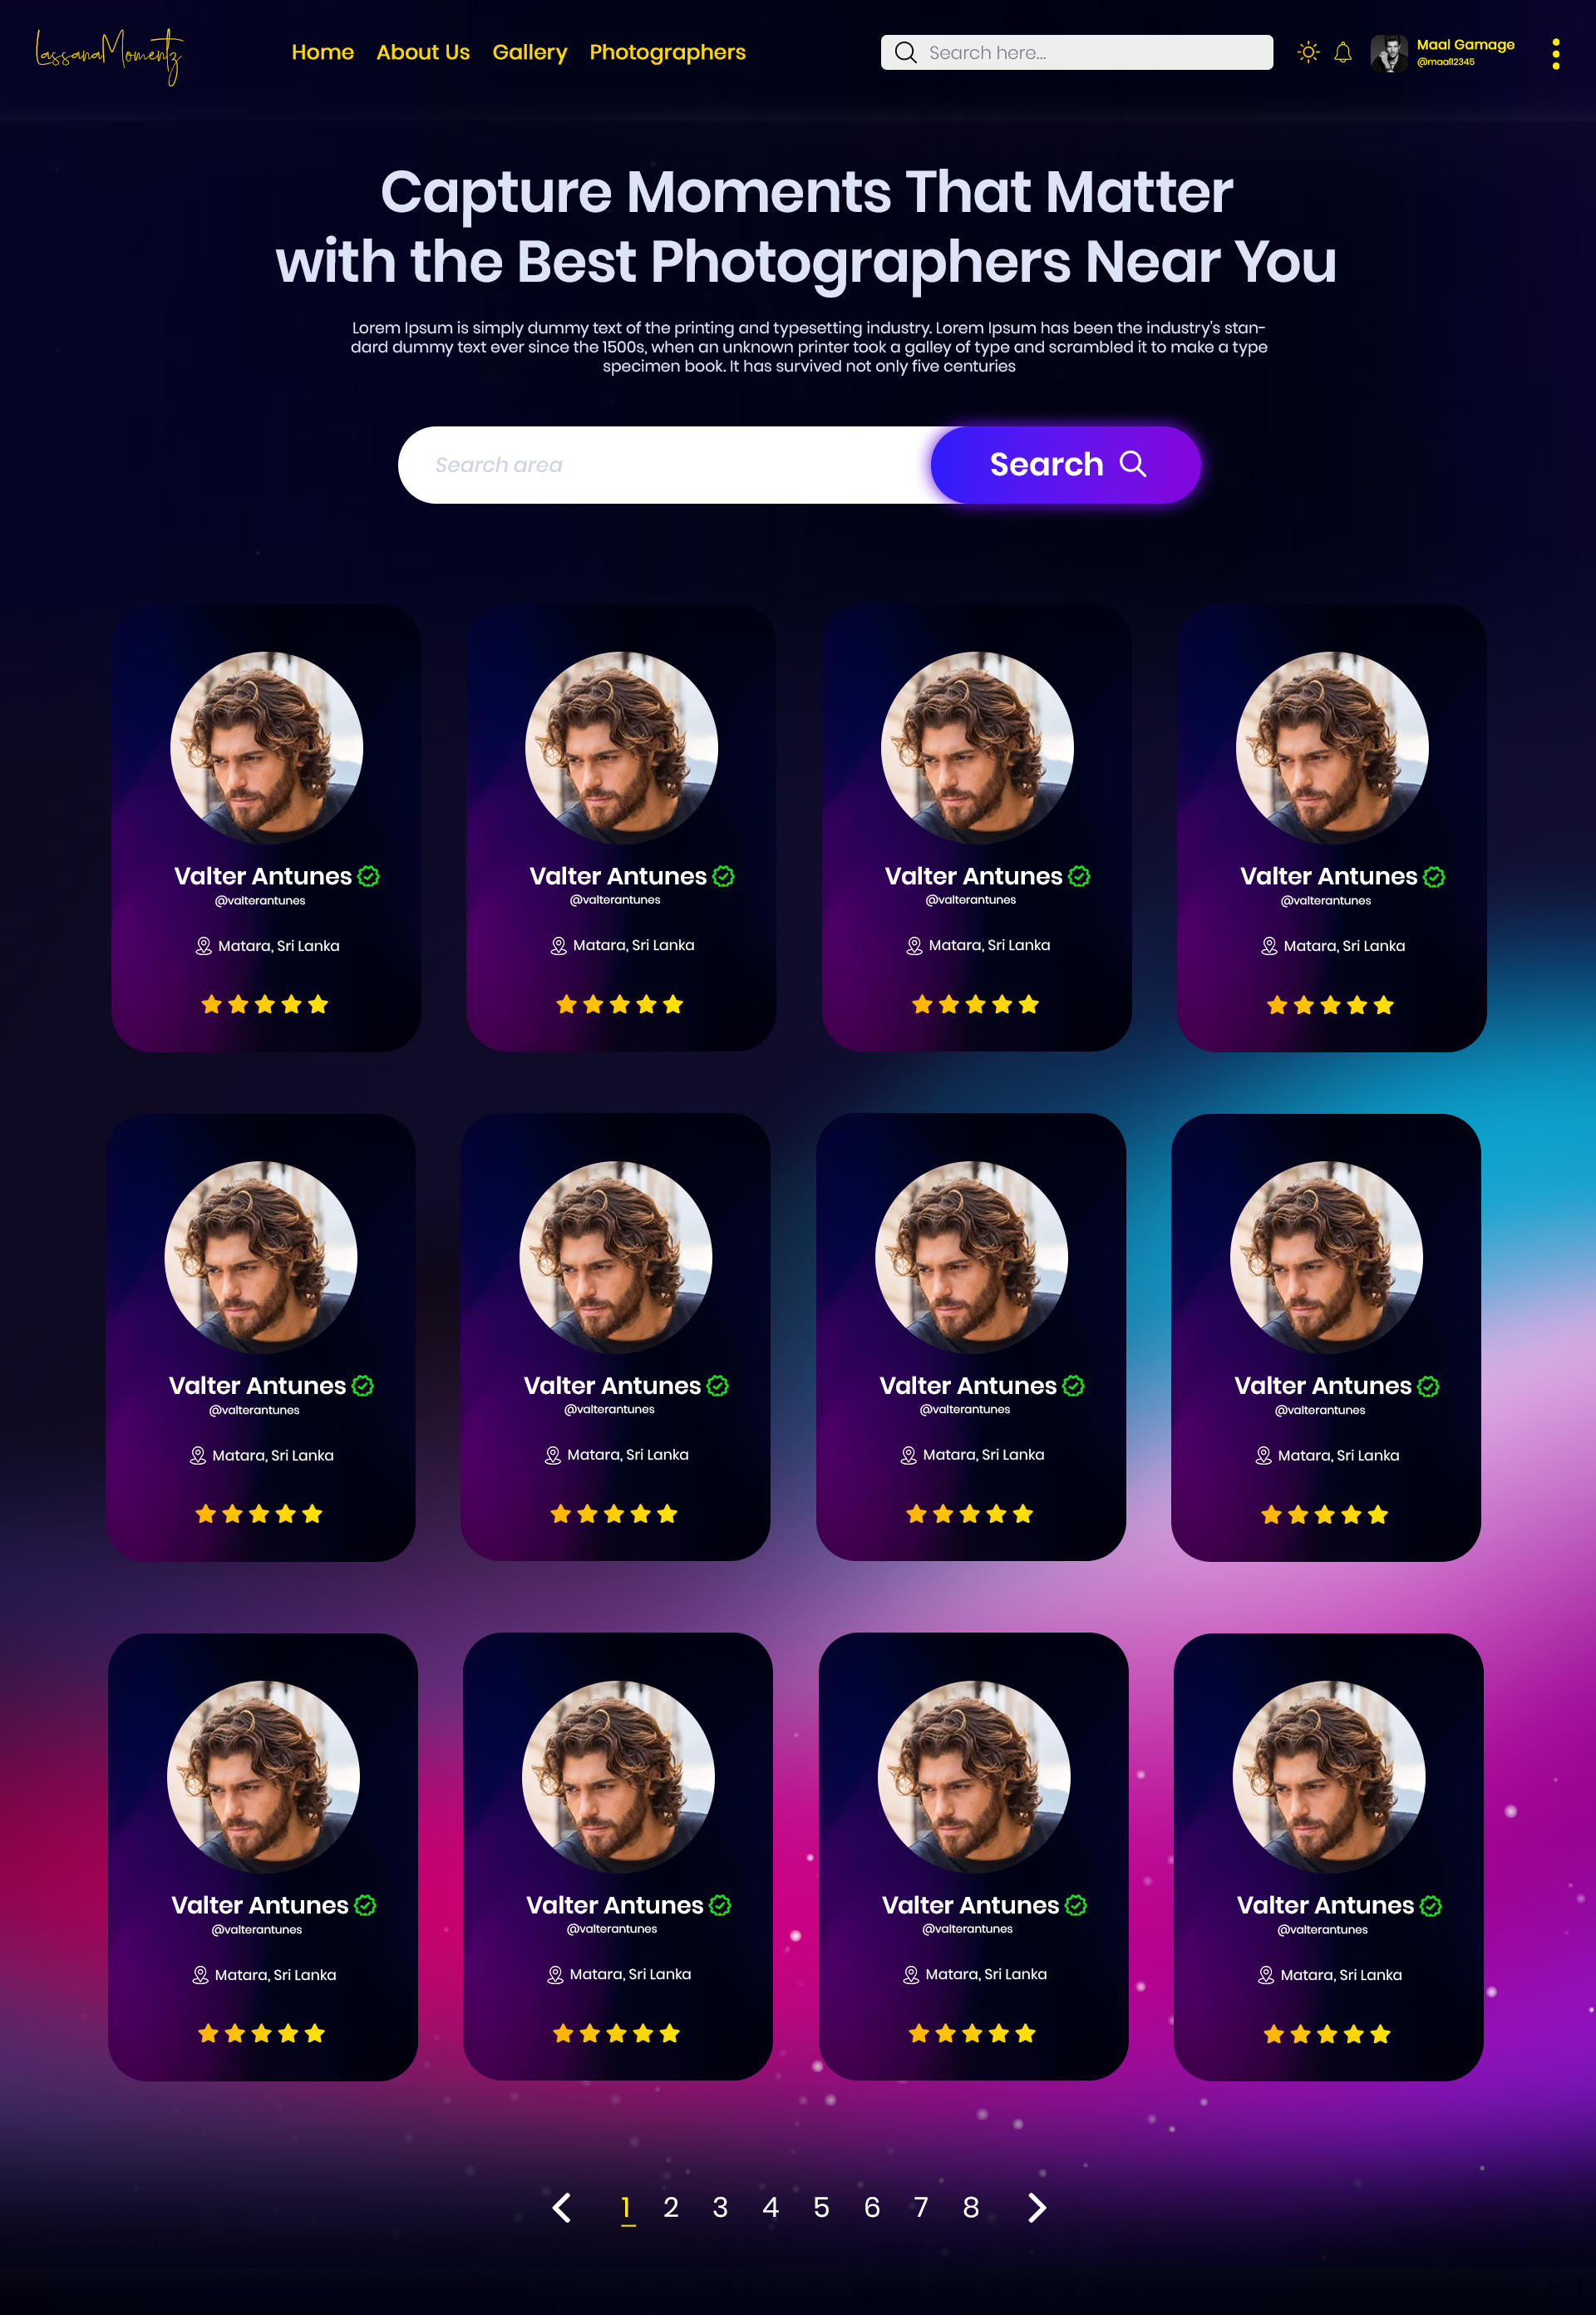 LassanaMomentz
Home About Us Gallery Photographers
Search here...
Maal Gamage
@maal12345
Capture Moments That Matter
with the Best Photographers Near You
Lorem Ipsum is simply dummy text of the printing and typesetting industry. Lorem Ipsum has been the industry's stan-
dard dummy text ever since the 1500s, when an unknown printer took a galley of type and scrambled it to make a type
specimen book. It has survived not only five centuries
Search area
Search
Valter Antunes
@valterantunes
Matara, Sri Lanka
Valter Antunes
@valterantunes
Matara, Sri Lanka
Valter Antunes
@valterantunes
Matara, Sri Lanka
Valter Antunes
@valterantunes
Matara, Sri Lanka
Valter Antunes
@valterantunes
Matara, Sri Lanka
Valter Antunes
@valterantunes
Matara, Sri Lanka
Valter Antunes
@valterantunes
Matara, Sri Lanka
Valter Antunes
@valterantunes
Matara, Sri Lanka
Valter Antunes
@valterantunes
Matara, Sri Lanka
Valter Antunes
@valterantunes
Matara, Sri Lanka
Valter Antunes
@valterantunes
Matara, Sri Lanka
Valter Antunes
@valterantunes
Matara, Sri Lanka
1 2 3 4 5 6 7 8